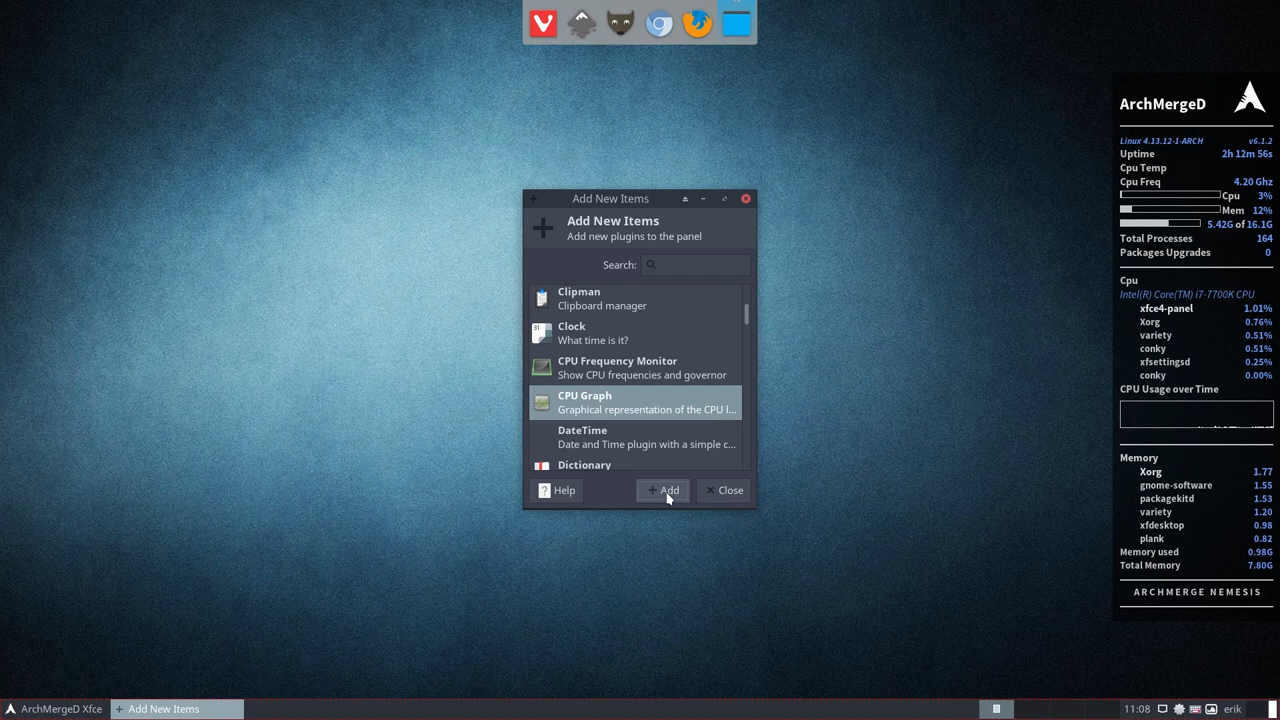 Add New Items
Add New Items
Add new plugins to the panel
Search:
Clipman
Clipboard manager
31
Clock
What time is it?
CPU Frequency Monitor
Show CPU frequencies and governor
CPU Graph
Graphical representation of the CPU l...
DateTime
Date and Time plugin with a simple c...
Dictionary
? Help
+ Add
Close
ArchMergeD
Linux 4.13.12-1-ARCH v6.1.2
Uptime 2h 12m 56s
Cpu Temp
Cpu Freq 4.20 Ghz
Cpu 3%
Mem 12%
5.42G of 16.1G
Total Processes 164
Packages Upgrades 0
Cpu
Intel(R) Core(TM) i7-7700K CPU
xfce4-panel 1.01%
Xorg 0.76%
variety 0.51%
conky 0.51%
xfsettingsd 0.25%
conky 0.00%
CPU Usage over Time
Memory
Xorg 1.77
gnome-software 1.55
packagekitd 1.53
variety 1.20
xfdesktop 0.98
plank 0.82
Memory used 0.98G
Total Memory 7.80G
ARCHMERGE NEMESIS
ArchMergeD Xfce
+ Add New Items
11:08
erik